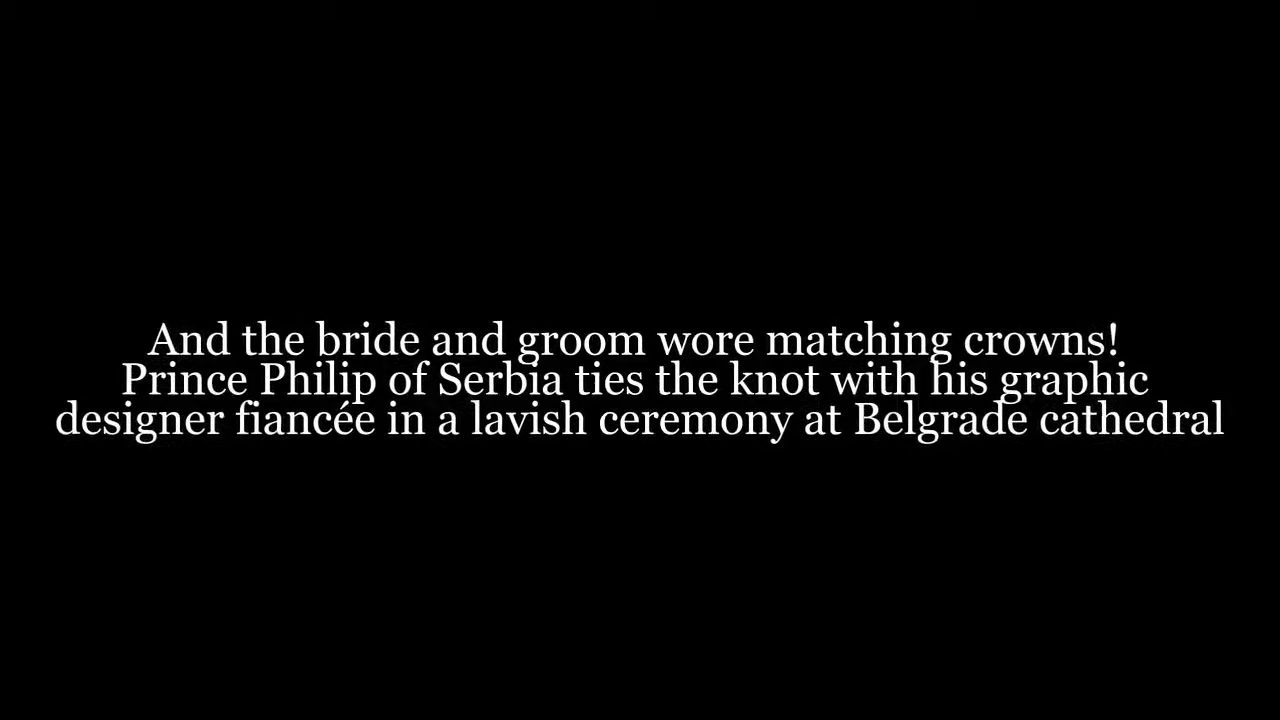 And the bride and groom wore matching crowns!
Prince Philip of Serbia ties the knot with his graphic
designer fiancée in a lavish ceremony at Belgrade cathedral